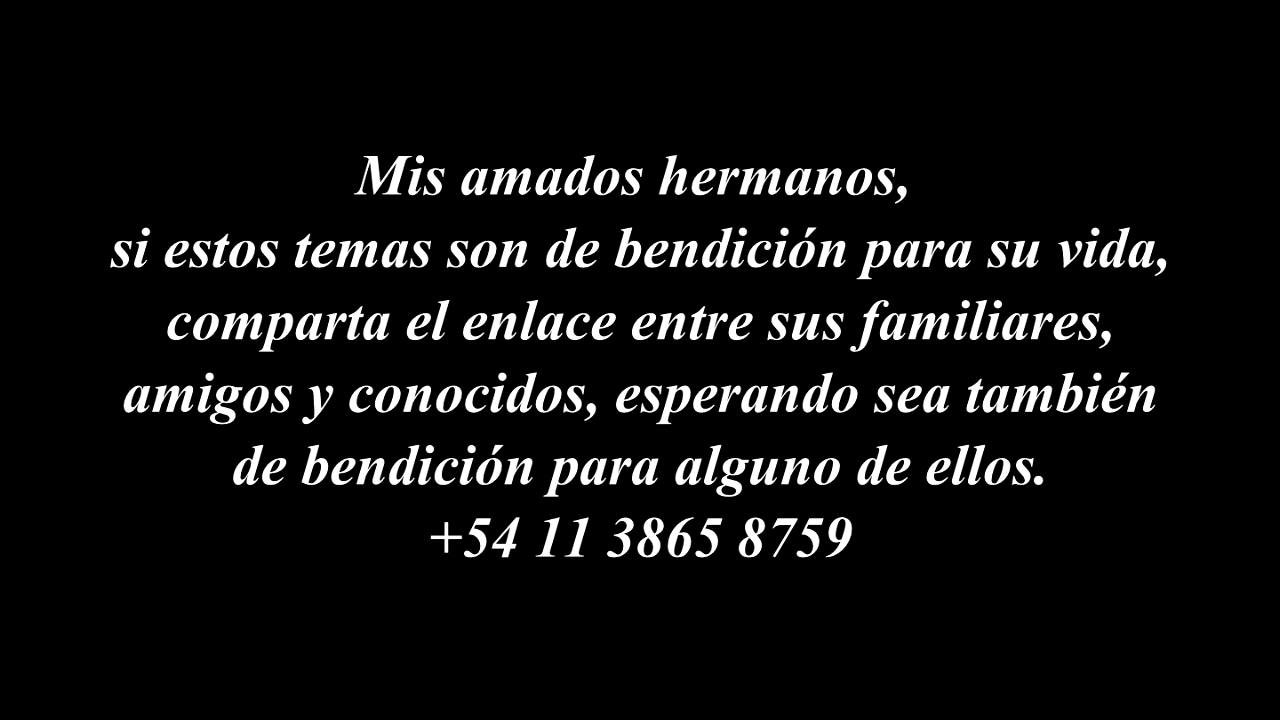 Mis amados hermanos,
si estos temas son de bendición para su vida,
comparta el enlace entre sus familiares,
amigos y conocidos, esperando sea también
de bendición para alguno de ellos.
+54 11 3865 8759